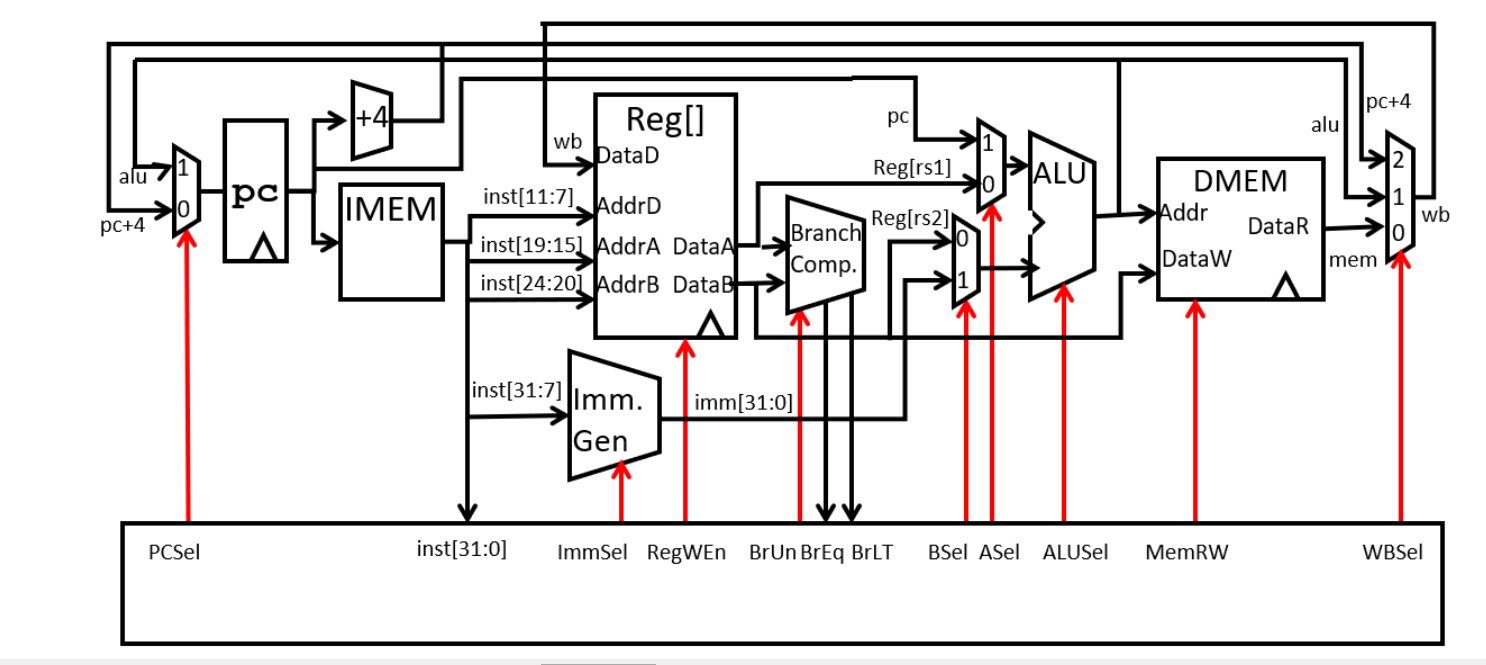 pc+4
wb
Reg[]
DataD
AddrD
AddrA
DataA
AddrB
DataB
+4
alu
1
0
pc+4
pc
IMEM
inst[11:7]
inst[19:15]
inst[24:20]
inst[31:7]
Imm.
Gen
imm[31:0]
Branch
Comp.
pc
Reg[rs1]
Reg[rs2]
1
0
0
1
ALU
DMEM
Addr
DataR
DataW
alu
2
1
0
mem
wb
PCSel
inst[31:0]
ImmSel
RegWEn
BrUn
BrEq
BrLT
BSel
ASel
ALUSel
MemRW
WBSel